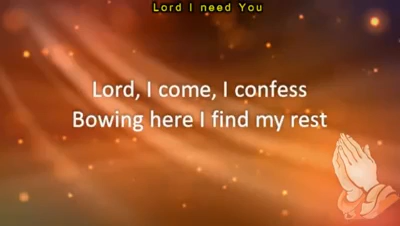 Lord I need You
Lord, I come, I confess
Bowing here I find my rest